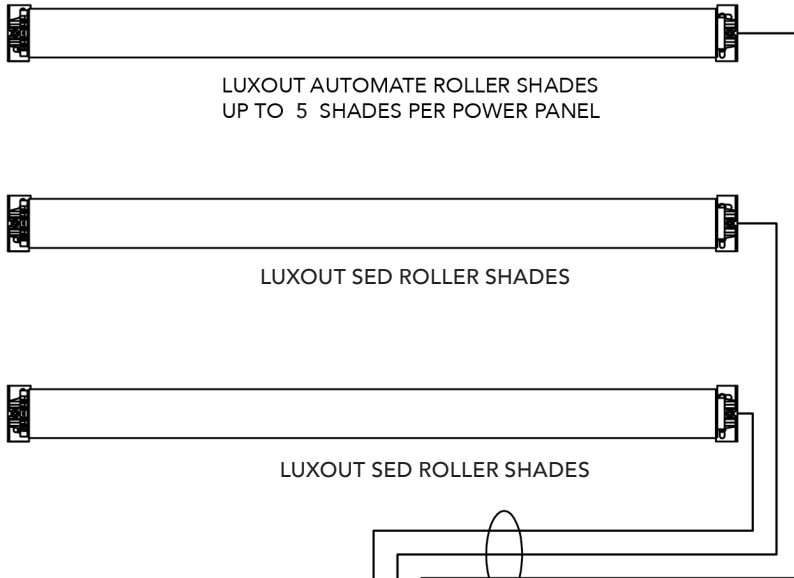 LUXOUT AUTOMATE ROLLER SHADES
UP TO 5 SHADES PER POWER PANEL
LUXOUT SED ROLLER SHADES
LUXOUT SED ROLLER SHADES